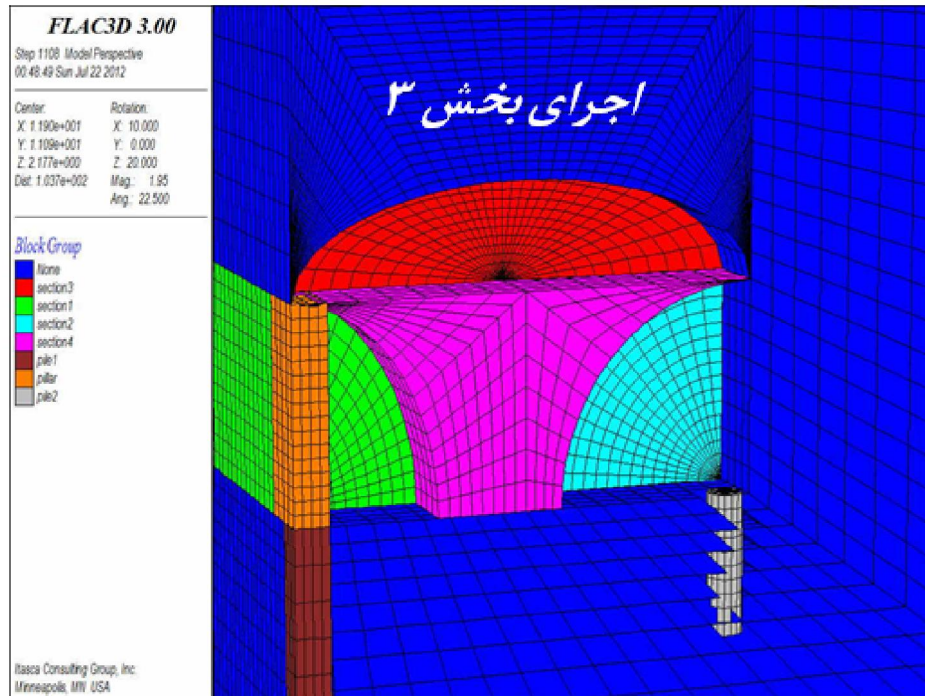 FLAC3D 3.00
Step 1108 Model Perspective
00:48:49 Sun Jul 22 2012
Center: Rotation:
X: 1.190e+001 X: 10.000
Y: 1.109e+001 Y: 0.000
Z: 2.177e+000 Z: 20.000
Dist: 1.037e+002 Mag.: 1.95
Ang.: 22.500
Block Group
None
section3
section1
section2
section4
pile1
pillar
pile2
Itasca Consulting Group, Inc.
Minneapolis, MN USA
اجرای بخش ۳